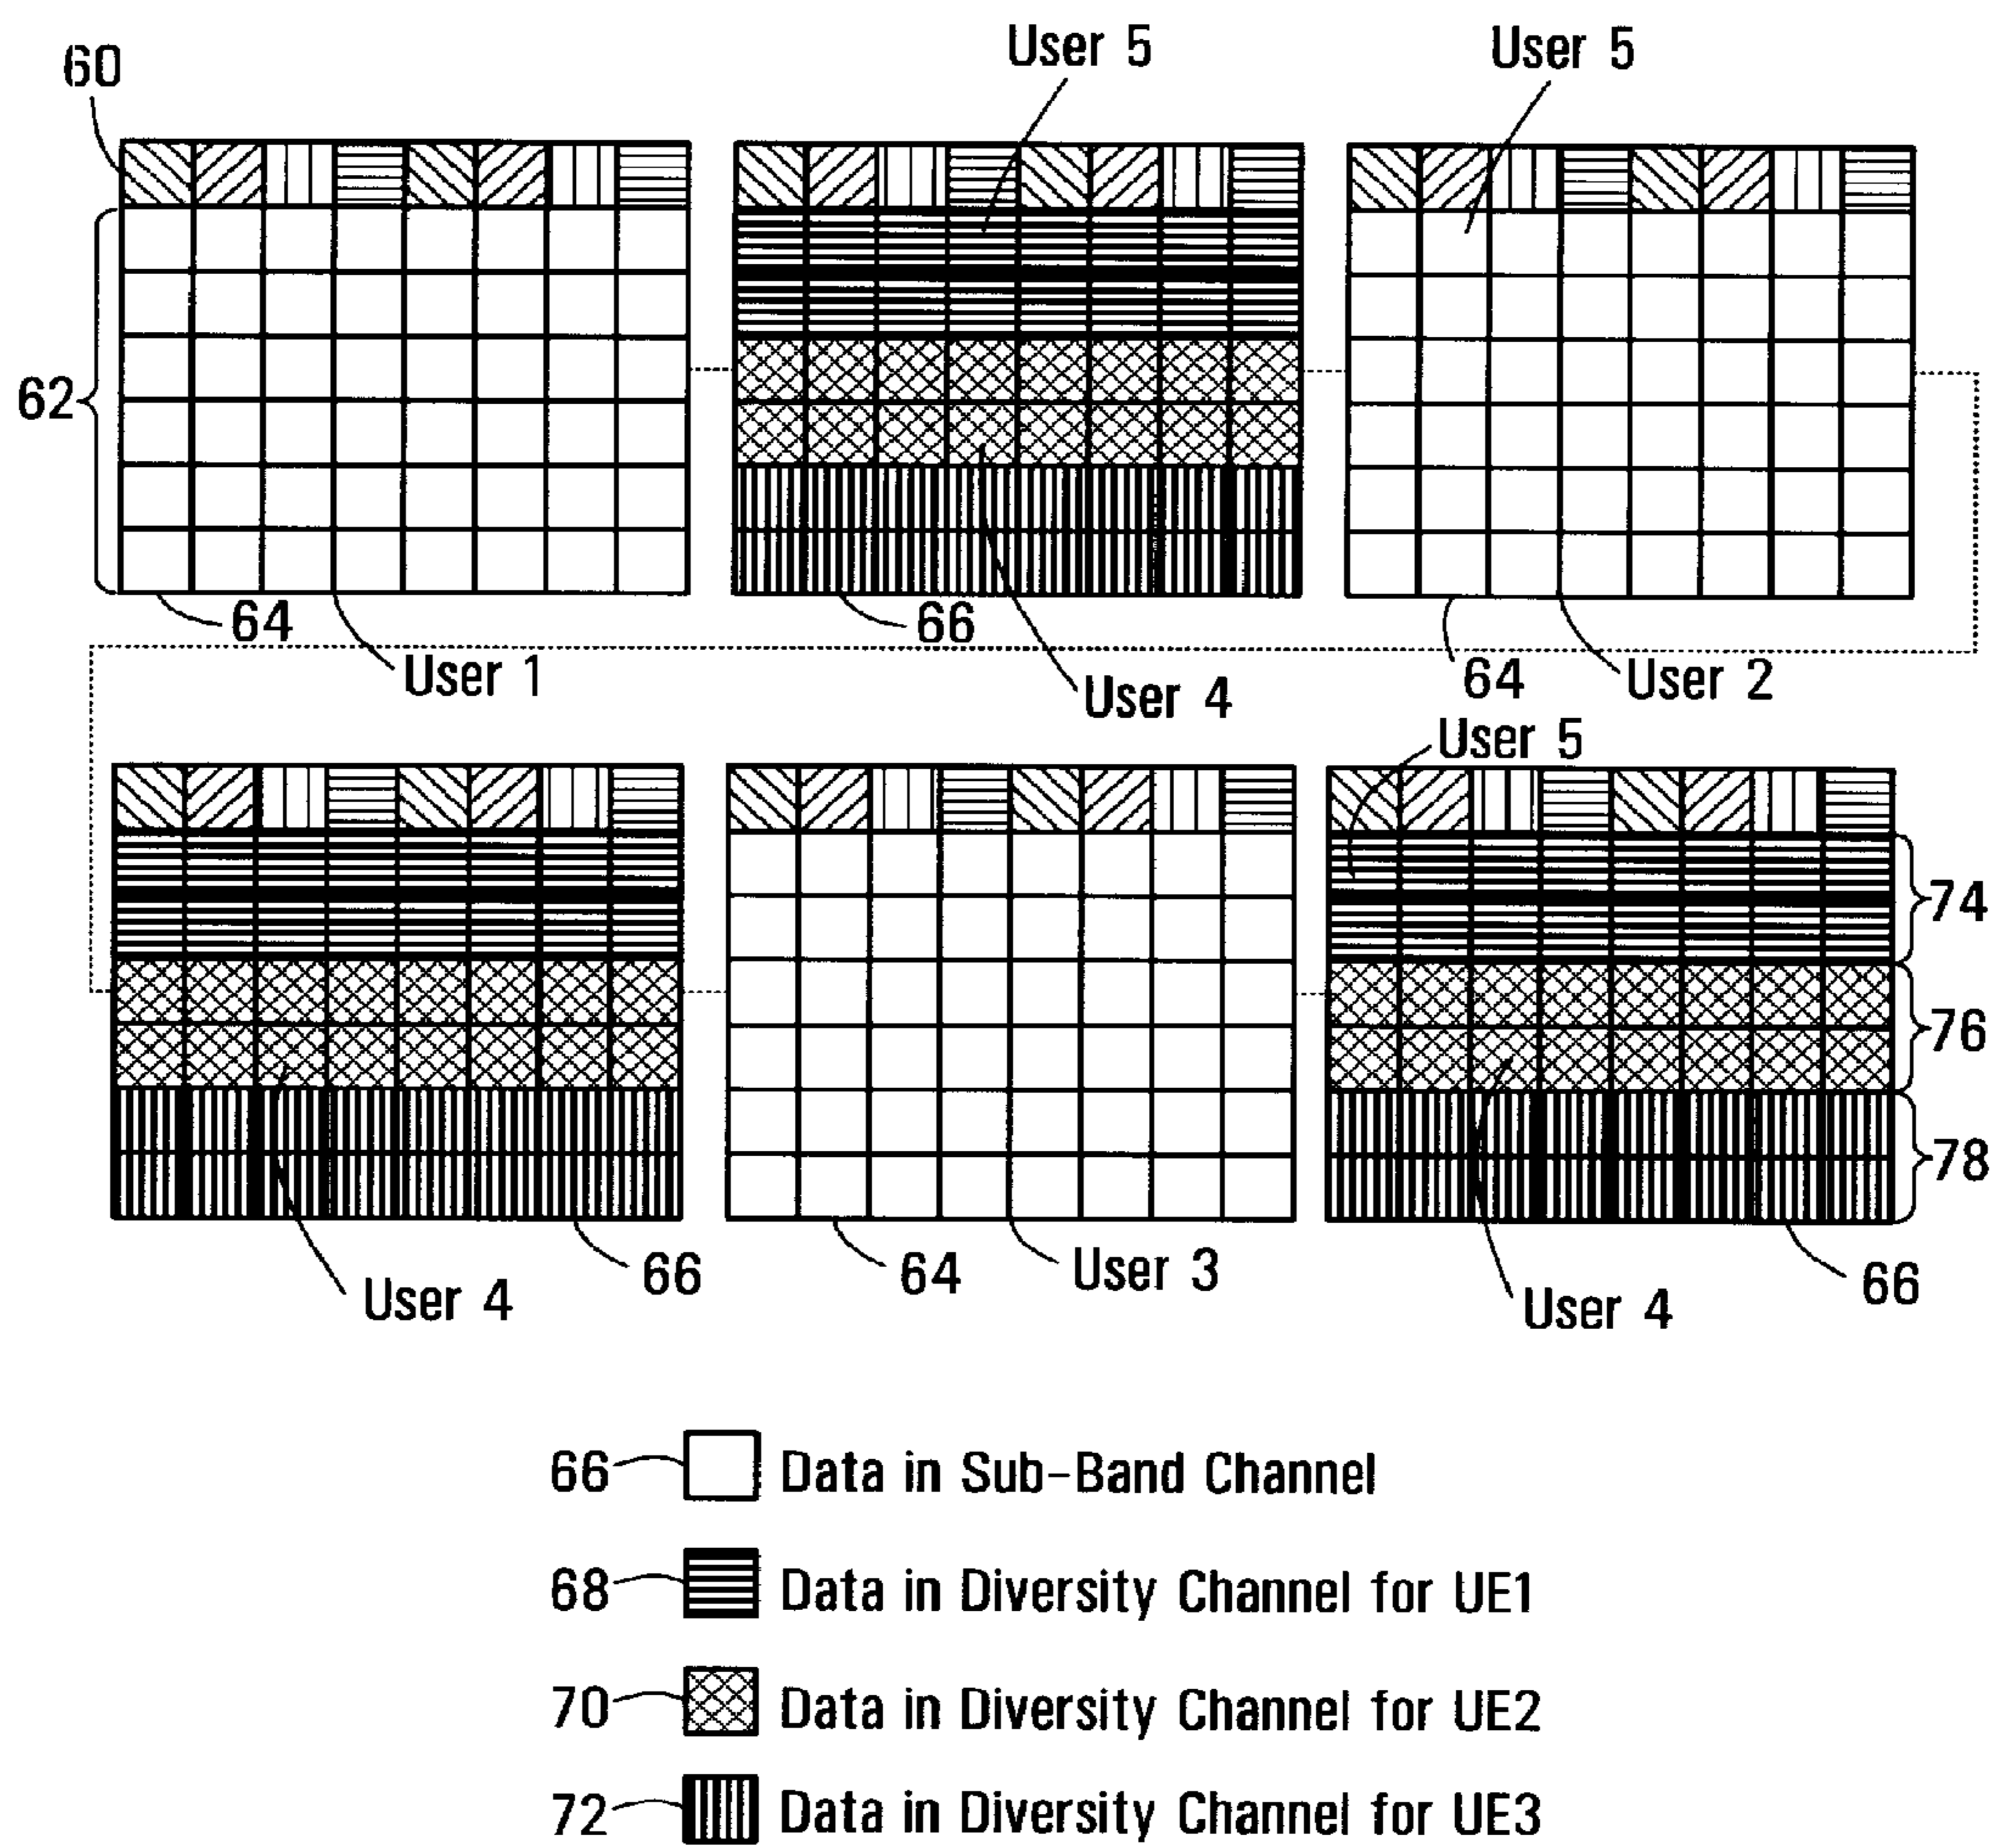 60
User 5
User 5
62
64
User 1
66
User 4
64
User 2
User 5
74
76
78
User 4
66
64
User 3
User 4
66
66 Data in Sub-Band Channel
68 Data in Diversity Channel for UE1
70 Data in Diversity Channel for UE2
72 Data in Diversity Channel for UE3